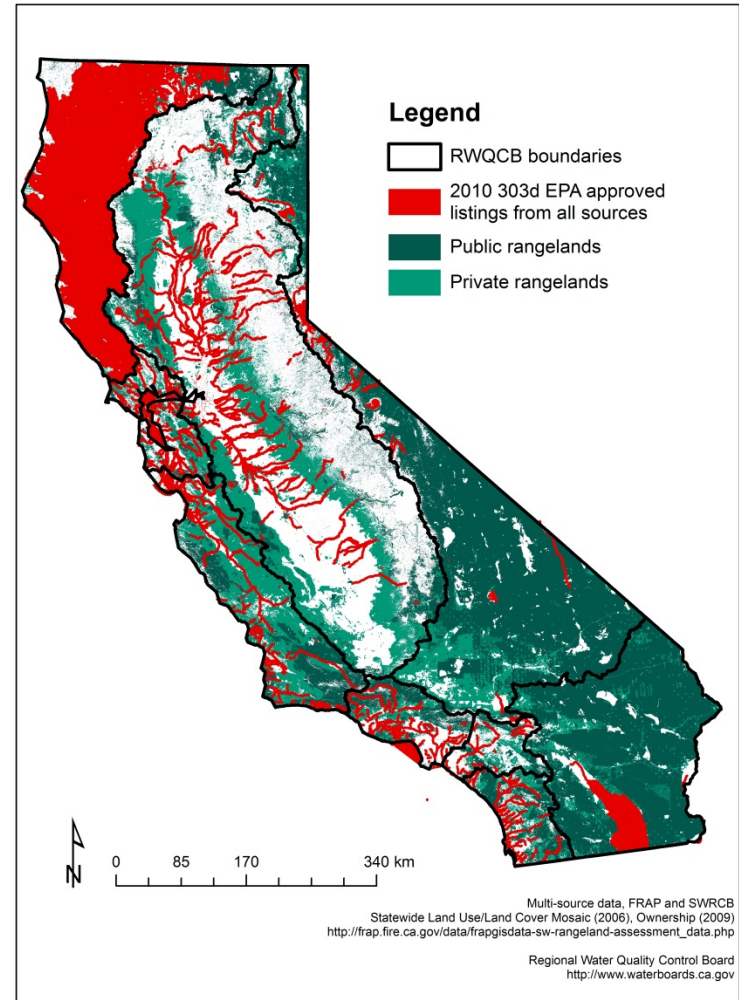 Legend
RWQCB boundaries
2010 303d EPA approved
listings from all sources
Public rangelands
Private rangelands
N
0 85 170 340 km
Multi-source data, FRAP and SWRCB
Statewide Land Use/Land Cover Mosaic (2006), Ownership (2009)
http://frap.fire.ca.gov/data/frapgisdata-sw-rangeland-assessment_data.php
Regional Water Quality Control Board
http://www.waterboards.ca.gov